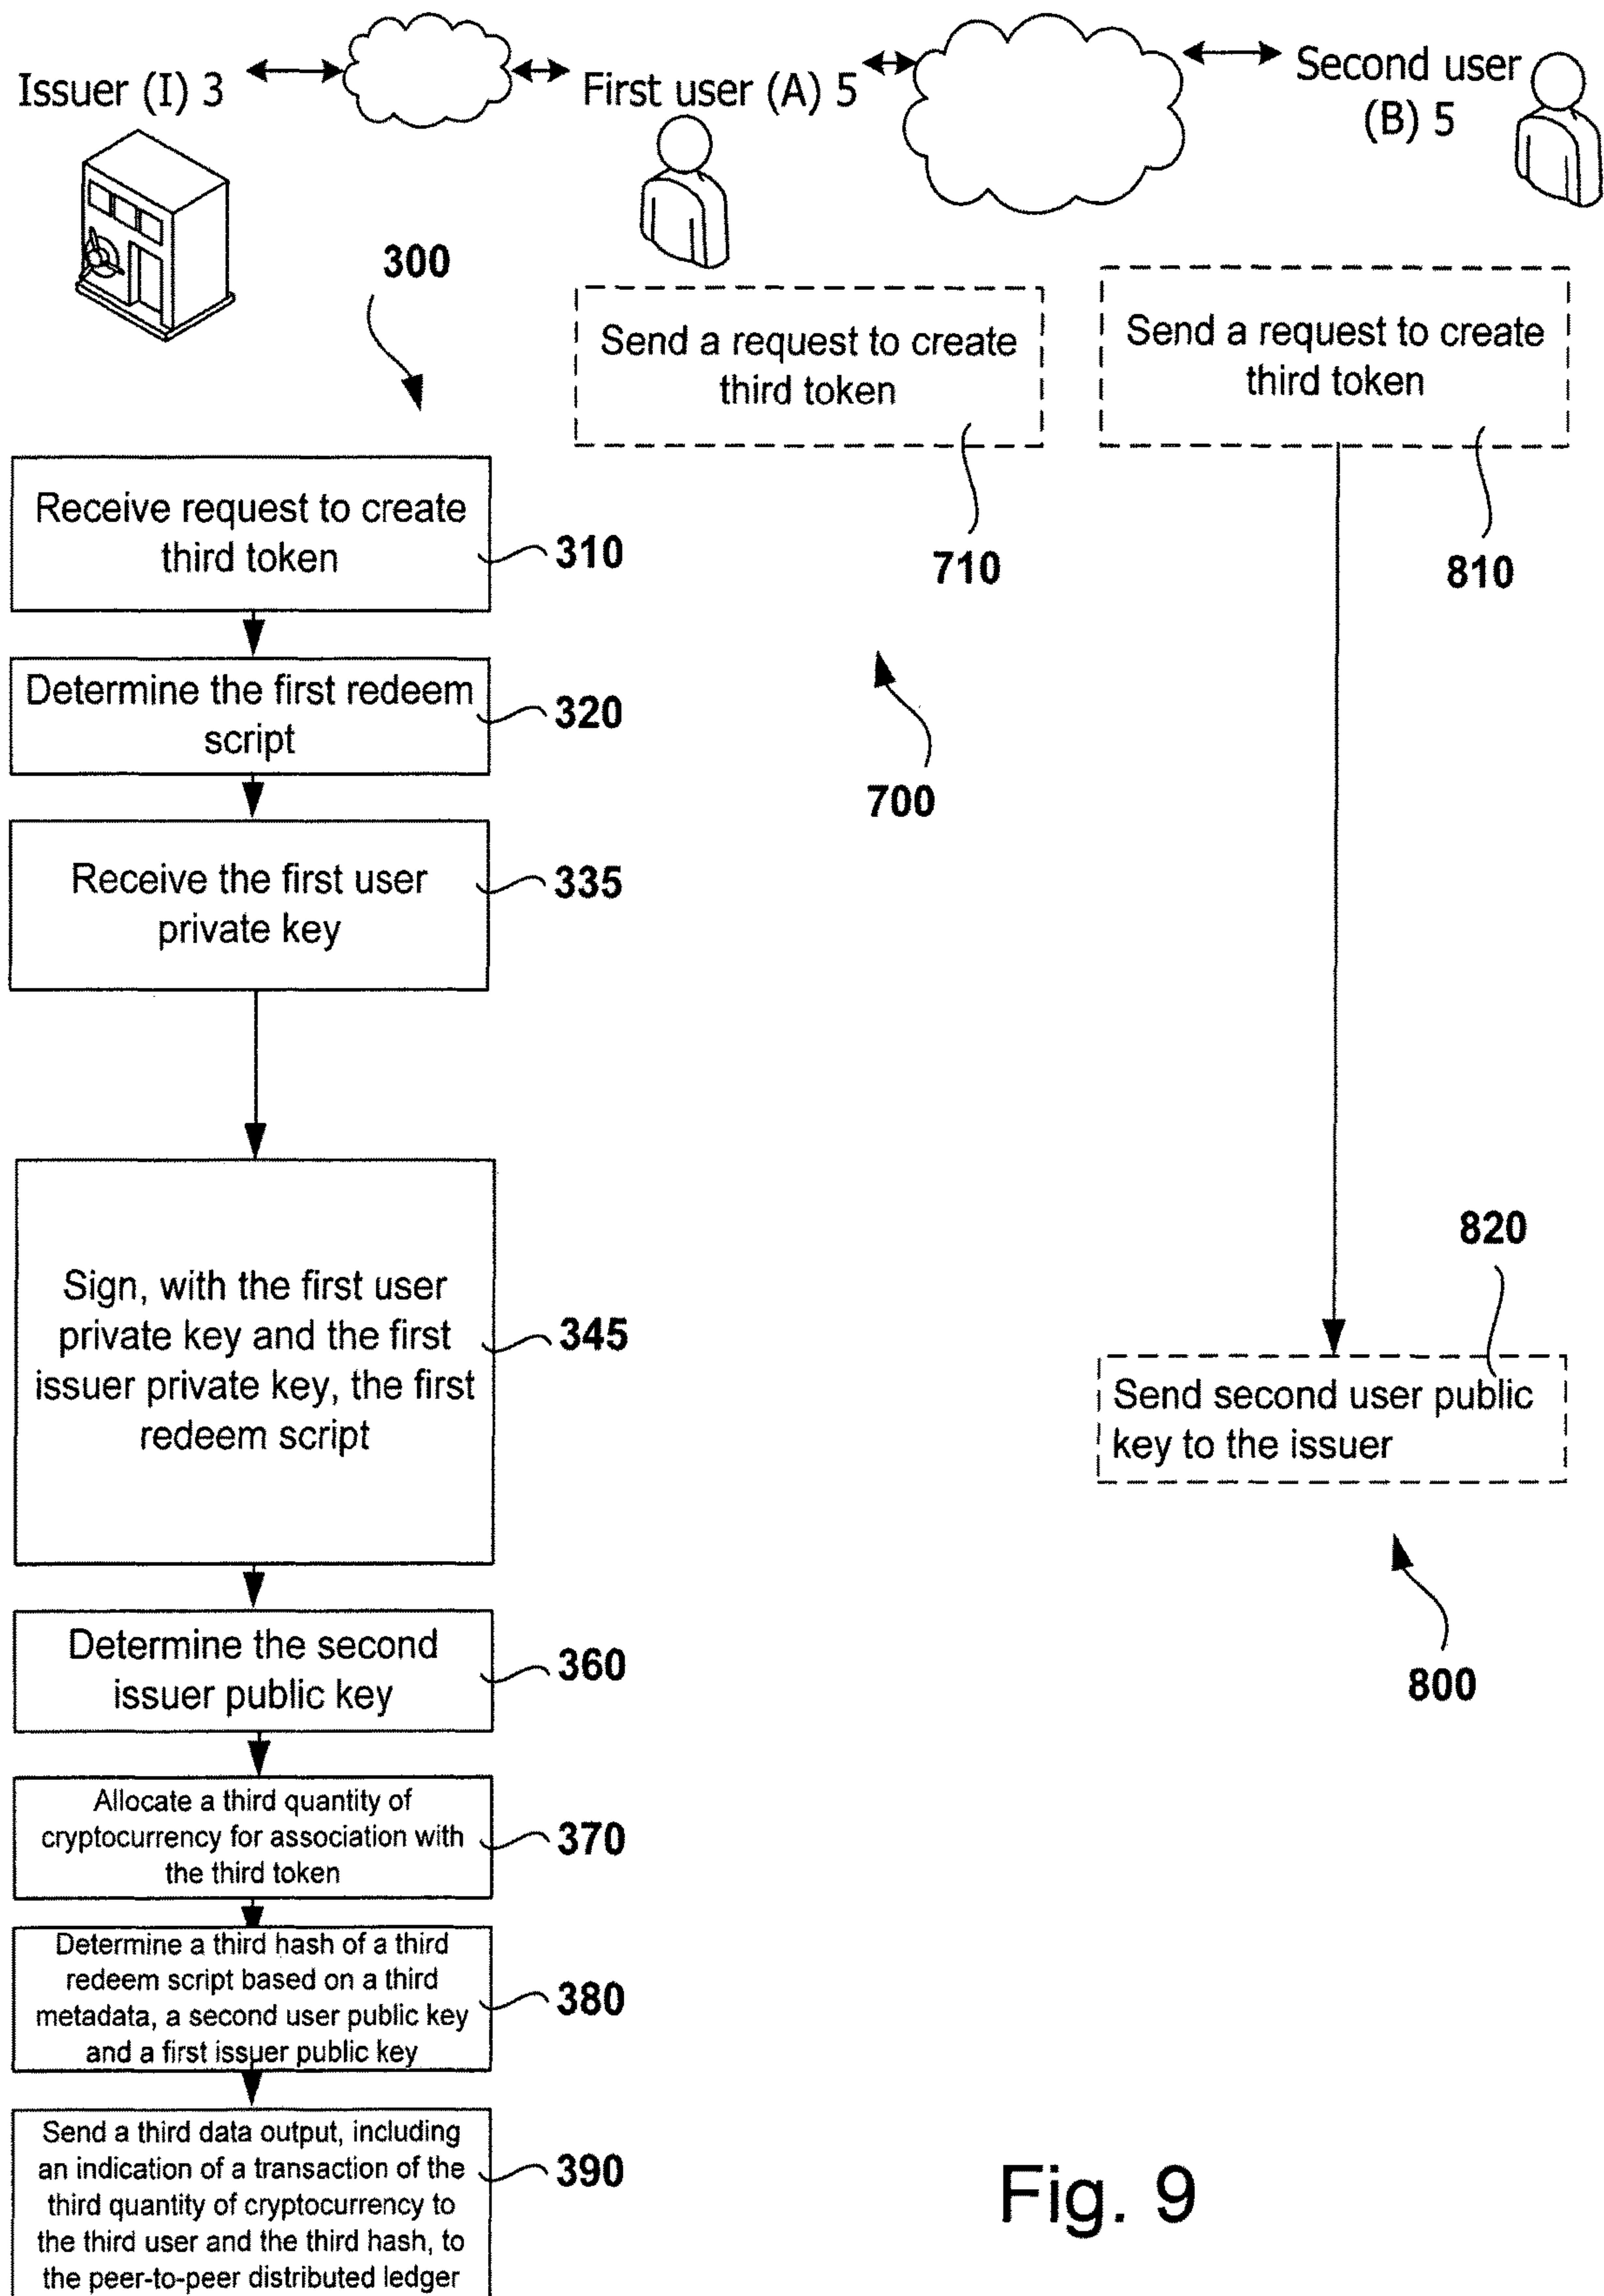 Issuer (I) 3
First user (A) 5
Second user
(B) 5
300
Send a request to create
third token
710
700
Send a request to create
third token
810
Receive request to create
third token
310
Determine the first redeem
script
320
Receive the first user
private key
335
Sign, with the first user
private key and the first
issuer private key, the first
redeem script
345
820
Send second user public
key to the issuer
800
Determine the second
issuer public key
360
Allocate a third quantity of
cryptocurrency for association with
the third token
370
Determine a third hash of a third
redeem script based on a third
metadata, a second user public key
and a first issuer public key
380
Send a third data output, including
an indication of a transaction of the
third quantity of cryptocurrency to
the third user and the third hash, to
the peer-to-peer distributed ledger
390
Fig. 9